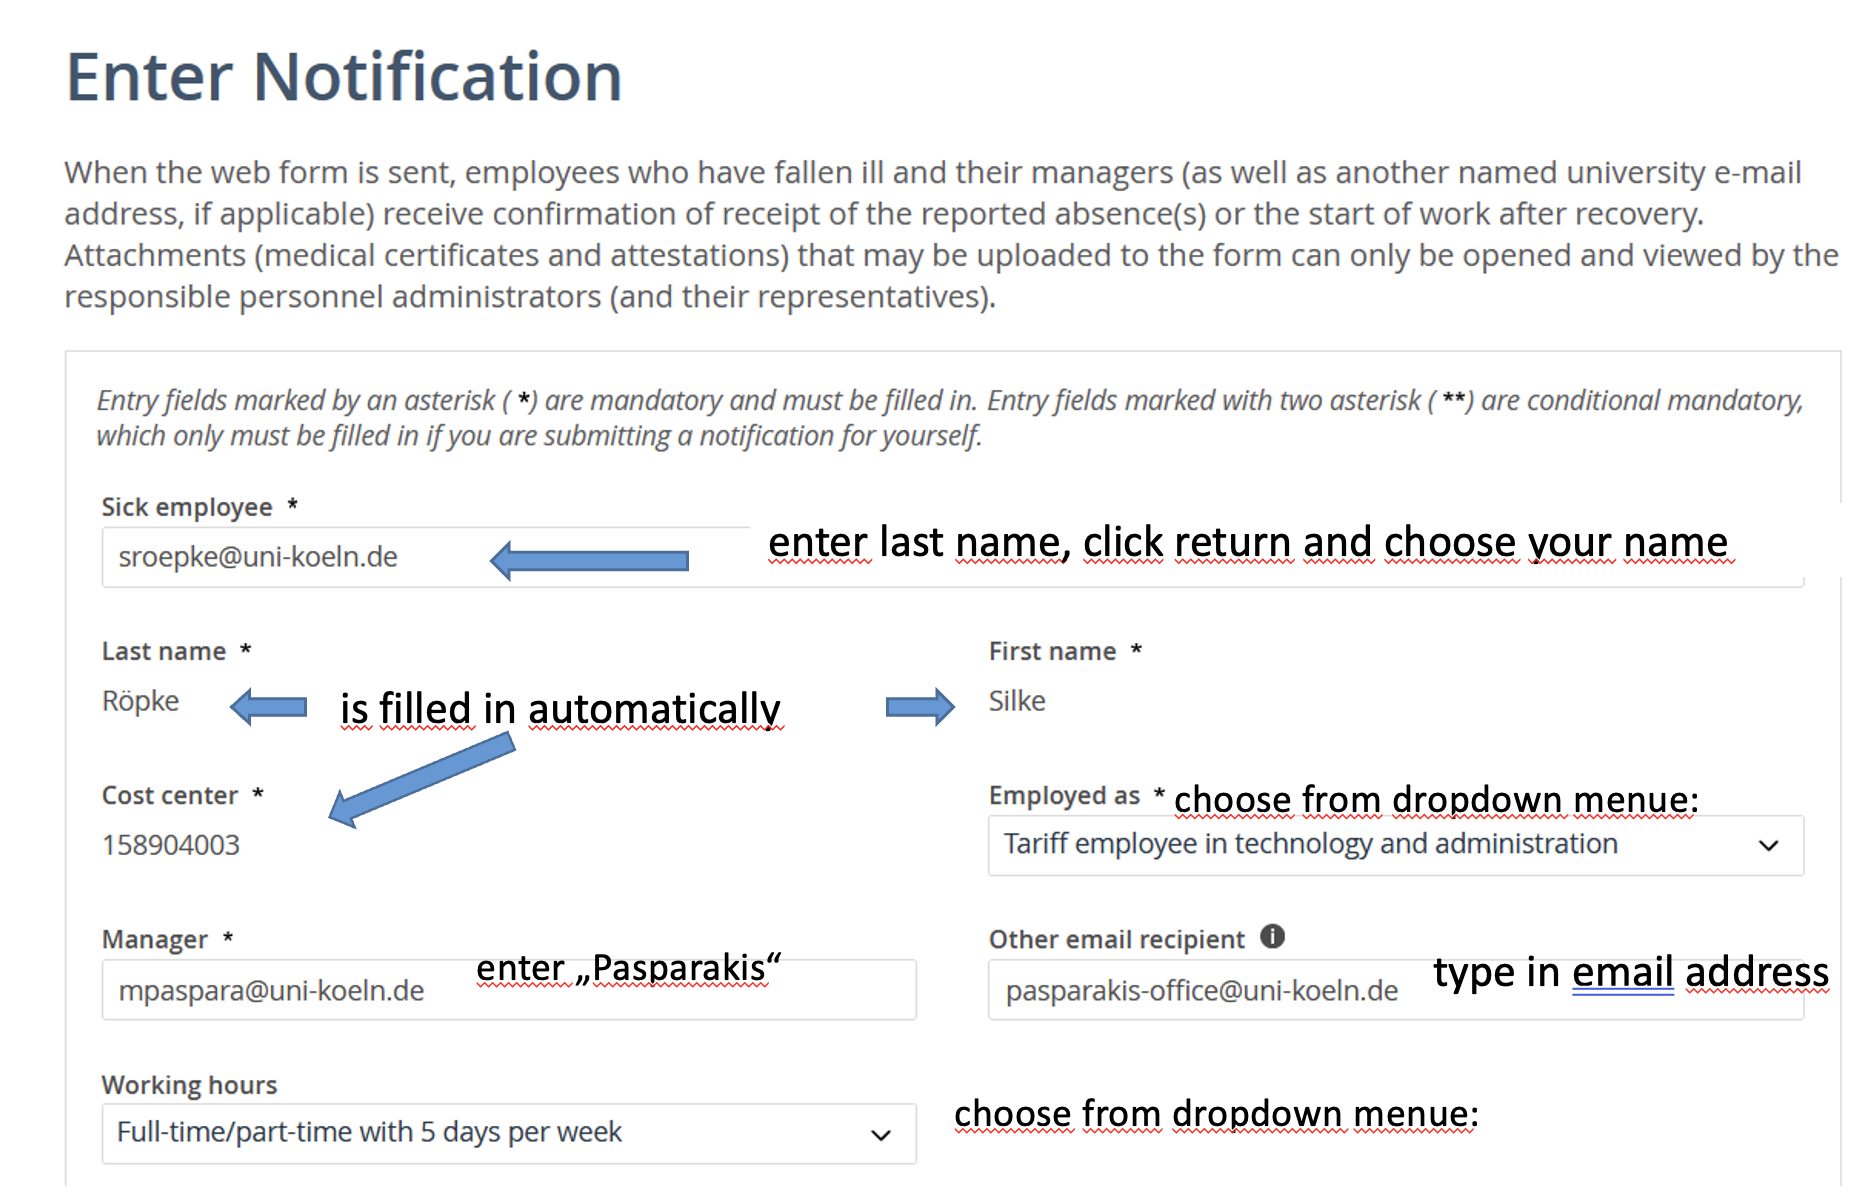 Enter Notification
When the web form is sent, employees who have fallen ill and their managers (as well as another named university e-mail
address, if applicable) receive confirmation of receipt of the reported absence(s) or the start of work after recovery.
Attachments (medical certificates and attestations) that may be uploaded to the form can only be opened and viewed by the
responsible personnel administrators (and their representatives).
Entry fields marked by an asterisk ( *) are mandatory and must be filled in. Entry fields marked with two asterisk ( **) are conditional mandatory,
which only must be filled in if you are submitting a notification for yourself.
Sick employee *
sroepke@uni-koeln.de
enter last name, click return and choose your name
Last name *
First name *
Röpke
is filled in automatically
Silke
Cost center *
158904003
Employed as * choose from dropdown menue:
Tariff employee in technology and administration
Manager *
enter „Pasparakis“
mpaspara@uni-koeln.de
Other email recipient
type in email address
pasparakis-office@uni-koeln.de
Working hours
Full-time/part-time with 5 days per week
choose from dropdown menue: